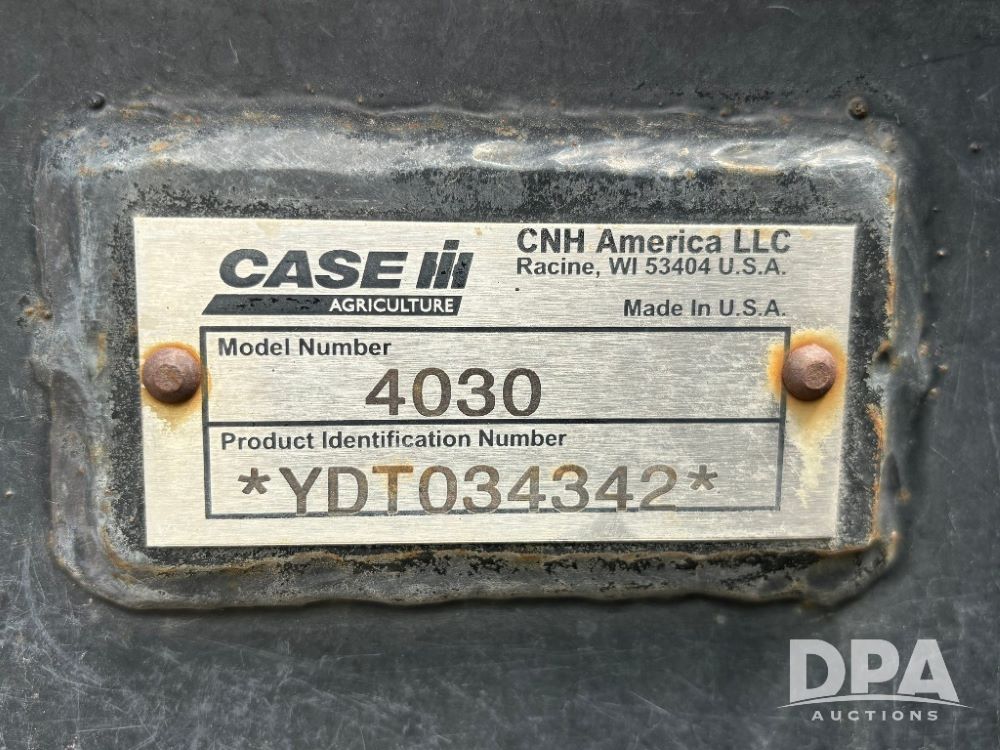 CASE IH
AGRICULTURE
CNH America LLC
Racine, WI 53404 U.S.A.
Made In U.S.A.
Model Number
4030
Product Identification Number
*YDT034342*
DPA
AUCTIONS